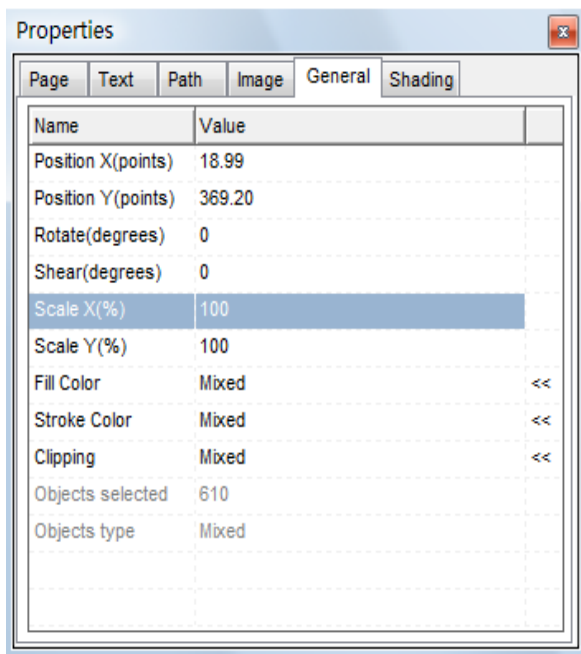 Properties x
Page Text Path Image General Shading
Name Value
Position X(points) 18.99
Position Y(points) 369.20
Rotate(degrees) 0
Shear(degrees) 0
Scale X(%) 100
Scale Y(%) 100
Fill Color Mixed <<
Stroke Color Mixed <<
Clipping Mixed <<
Objects selected 610
Objects type Mixed